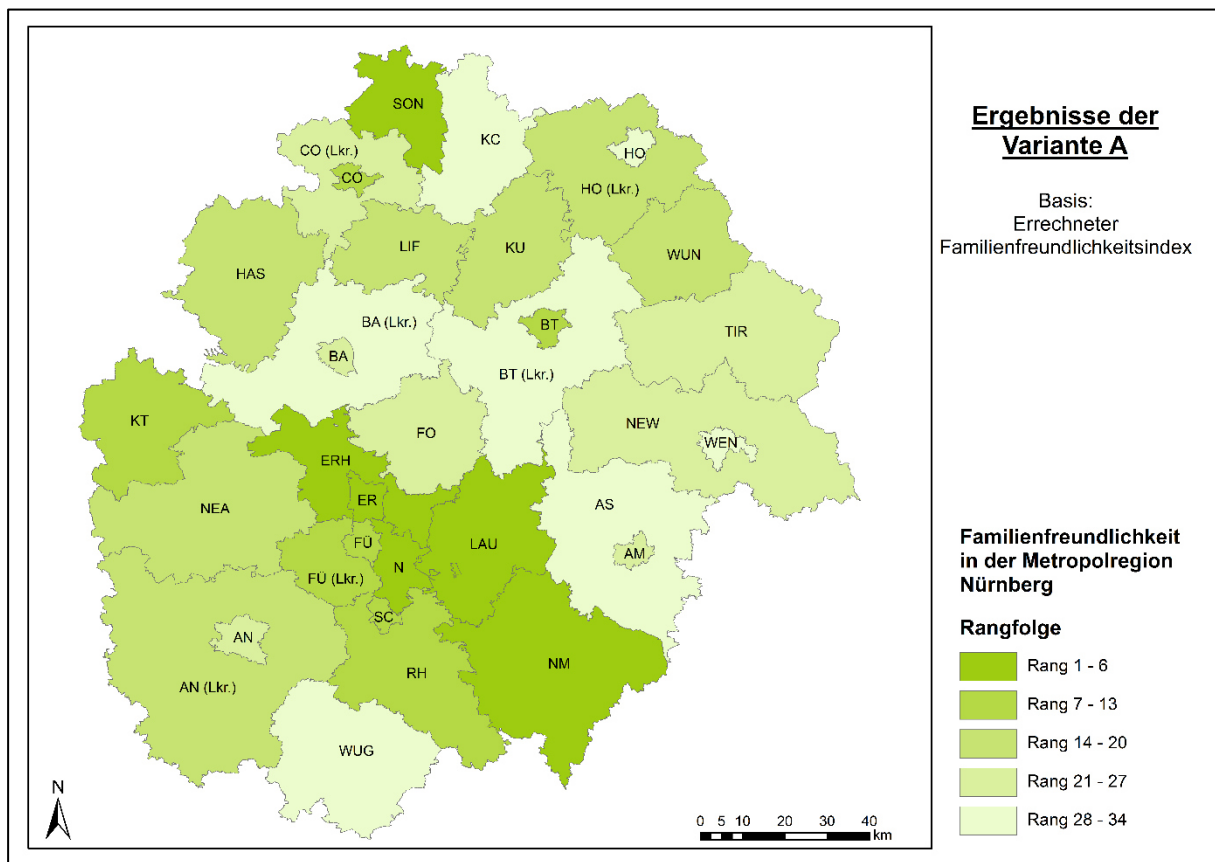 Ergebnisse der
Variante A
Basis:
Errechneter
Familienfreundlichkeitsindex
SON
KC
CO (Lkr.)
CO
HO
HO (Lkr.)
LIF
KU
WUN
HAS
BA (Lkr.)
BT
TIR
BA
BT (Lkr.)
KT
FO
NEW
WEN
ERH
ER
NEA
AS
FÜ
LAU
AM
N
FÜ (Lkr.)
SC
AN
NM
RH
AN (Lkr.)
WUG
Familienfreundlichkeit
in der Metropolregion
Nürnberg
Rangfolge
Rang 1 - 6
Rang 7 - 13
Rang 14 - 20
Rang 21 - 27
Rang 28 - 34
N
0 5 10 20 30 40
km